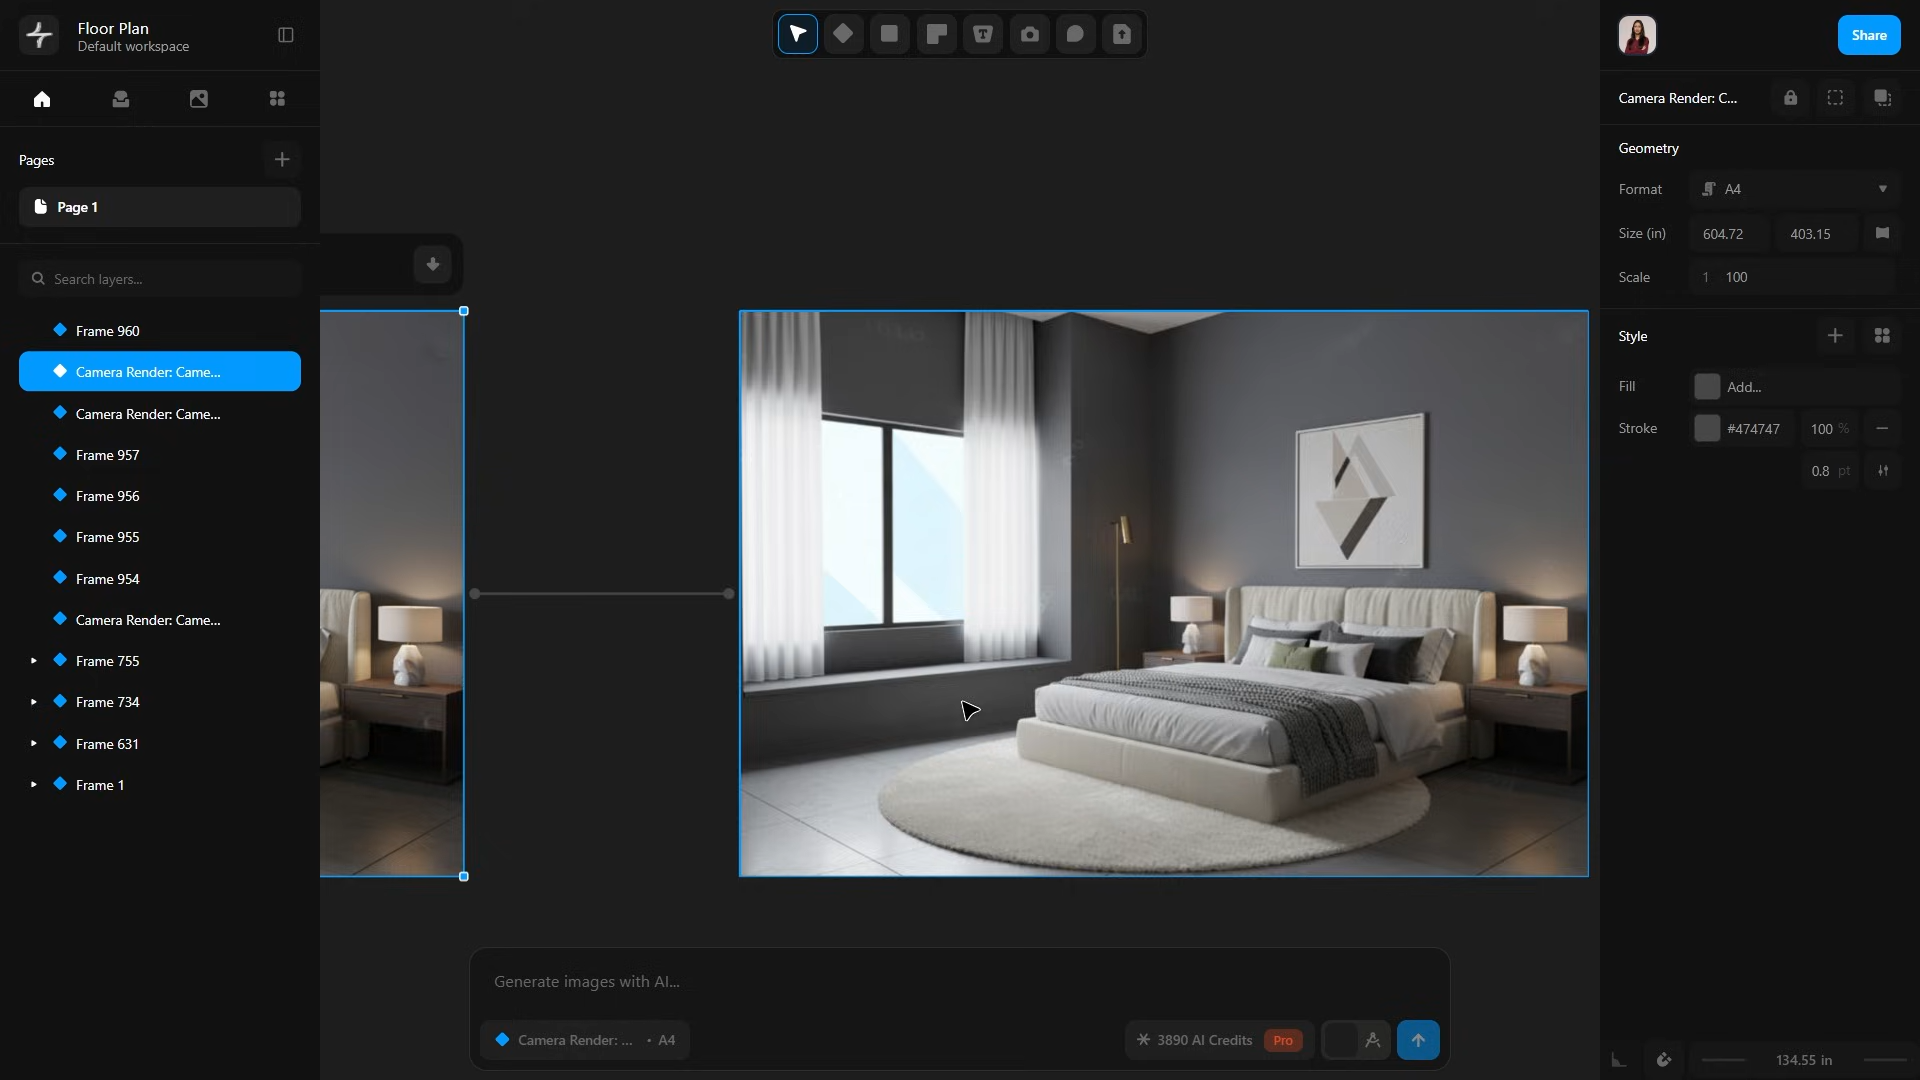 Floor Plan
Default workspace
Share
Pages
Page 1
Search layers...
Frame 960
Camera Render: Came...
Camera Render: Came...
Frame 957
Frame 956
Frame 955
Frame 954
Camera Render: Came...
Frame 755
Frame 734
Frame 631
Frame 1
Generate images with AI...
Camera Render: ... • A4
3890 AI Credits Pro
Camera Render: C...
Geometry
Format A4
Size (in) 604.72 403.15
Scale 1 100
Style
Fill Add...
Stroke #474747 100 %
0.8 pt
134.55 in